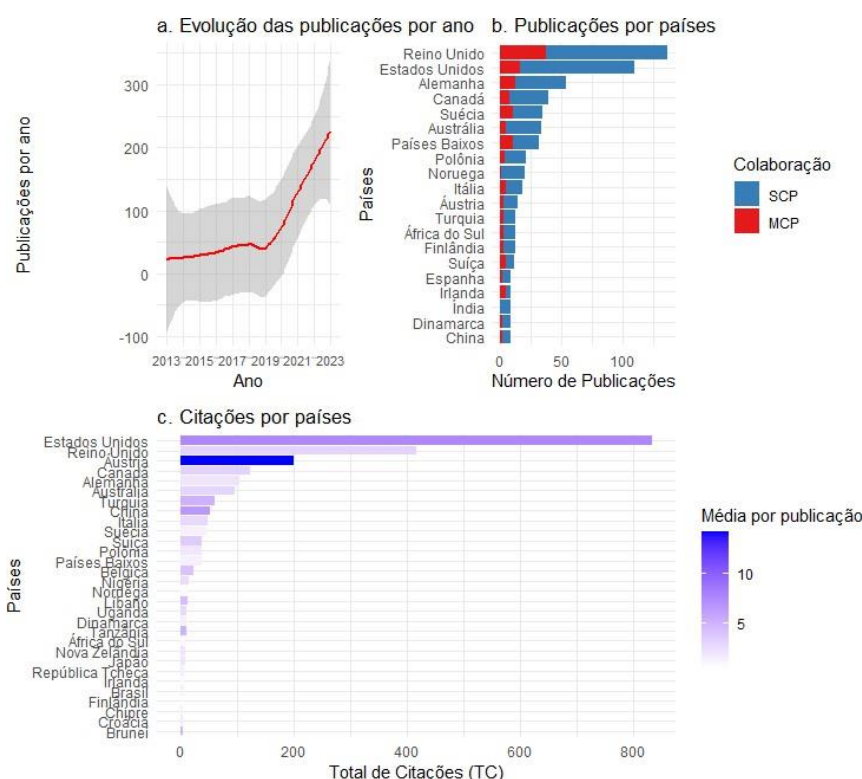 a. Evolução das publicações por ano
Publicações por ano
300
200
100
0
-100
2013 2015 2017 2019 2021 2023
Ano
b. Publicações por países
Países
Reino Unido
Estados Unidos
Alemanha
Canadá
Suécia
Austrália
Países Baixos
Polônia
Noruega
Itália
Áustria
Turquia
África do Sul
Finlândia
Suíça
Espanha
Irlanda
Índia
Dinamarca
China
0 50 100
Número de Publicações
Colaboração
SCP
MCP
c. Citações por países
Países
Estados Unidos
Reino Unido
Áustria
Canadá
Alemanha
Austrália
Turquia
China
Itália
Suécia
Suíça
Polônia
Países Baixos
Bélgica
Nigéria
Noruega
Líbano
Uganda
Dinamarca
Tanzânia
África do Sul
Nova Zelândia
Japão
República Tcheca
Irlanda
Brasil
Finlândia
Chipre
Croácia
Brunei
0 200 400 600 800
Total de Citações (TC)
Média por publicação
10
5